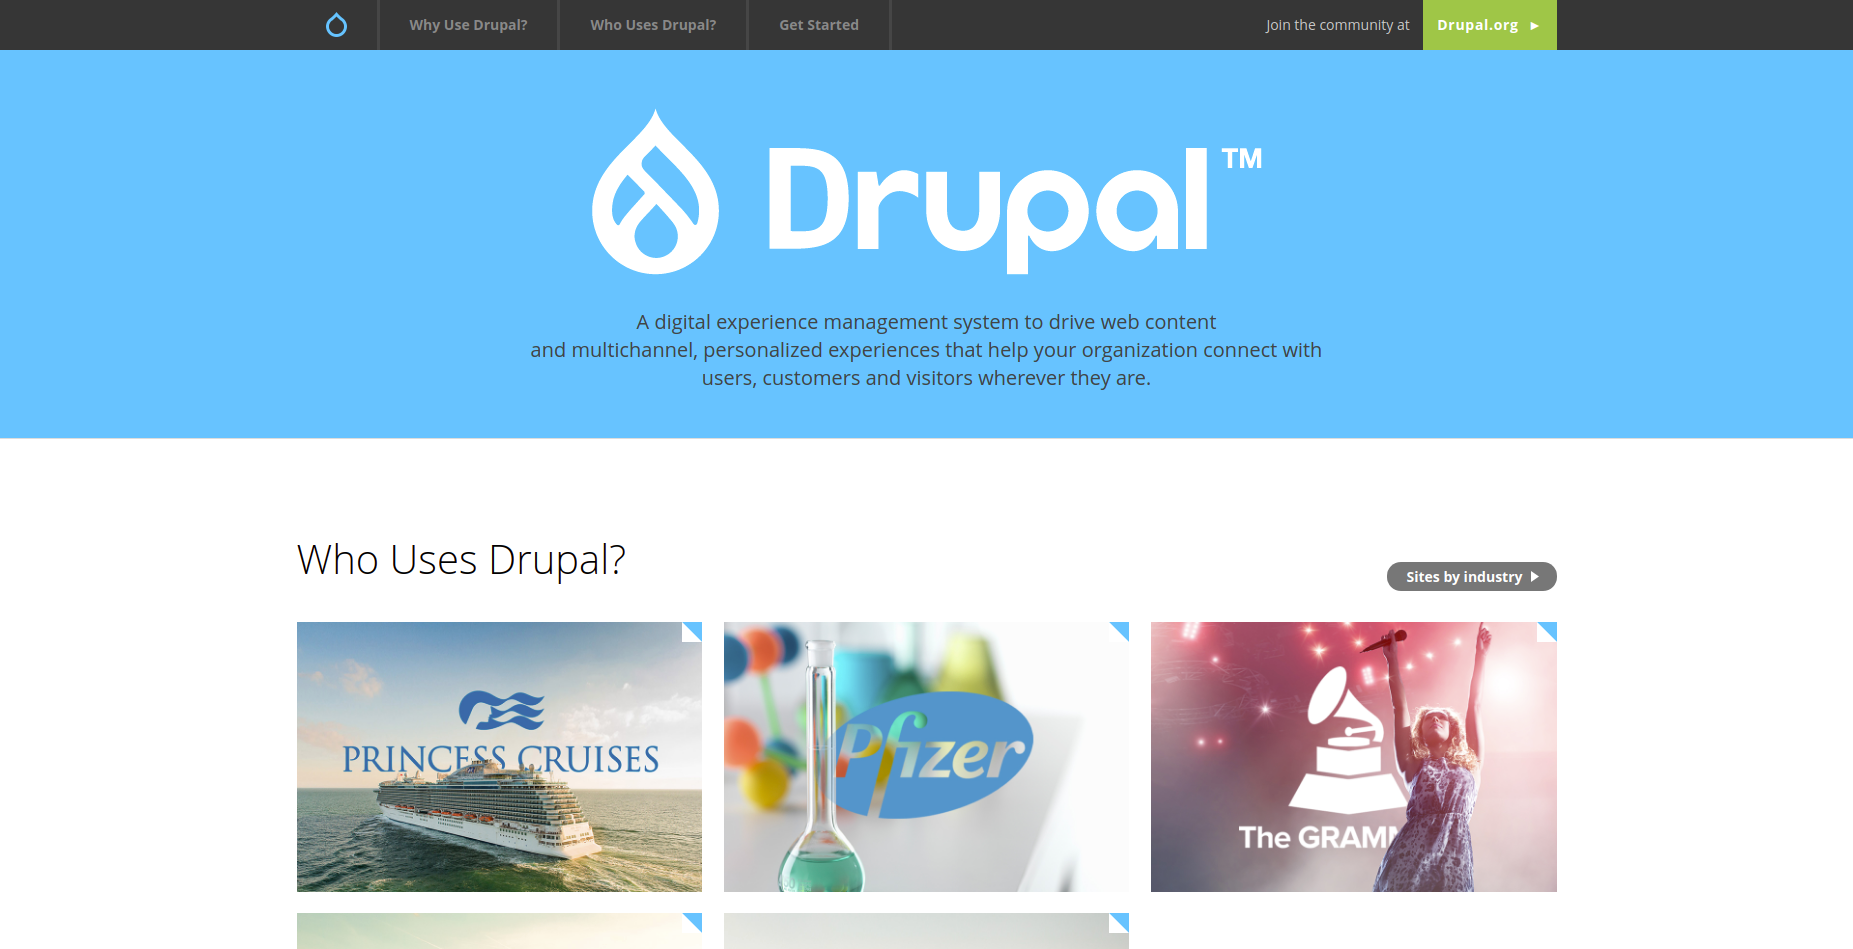 Why Use Drupal?
Who Uses Drupal?
Get Started
Join the community at
Drupal.org
Drupal™
A digital experience management system to drive web content
and multichannel, personalized experiences that help your organization connect with
users, customers and visitors wherever they are.
Who Uses Drupal?
Sites by industry
PRINCESS CRUISES
Pfizer
The GRAMM